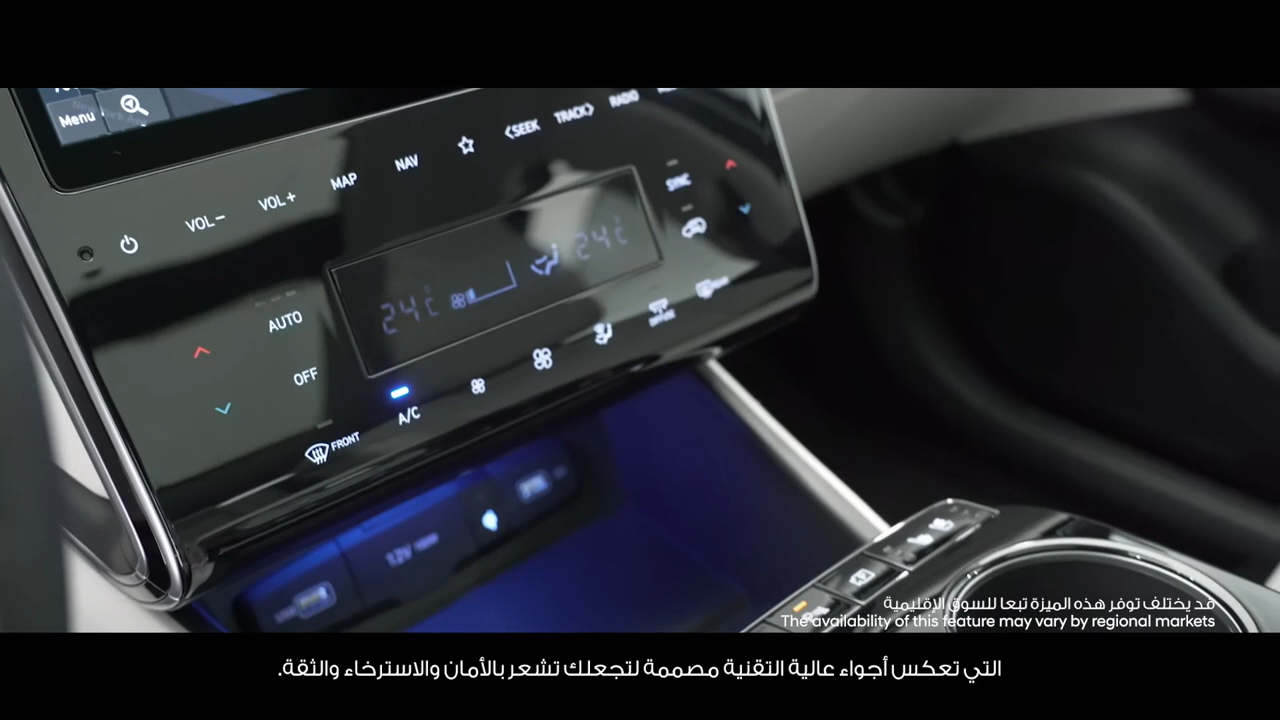 Menu
RADIO
TRACK>
<SEEK
NAV
MAP
VOL+
VOL-
SYNC
24°C
24°C
AUTO
OFF
A/C
FRONT
12V
قد يختلف توفر هذه الميزة تبعا للسوق الإقليمية
The availability of this feature may vary by regional markets
التي تعكس أجواء عالية التقنية مصممة لتجعلك تشعر بالأمان والاسترخاء والثقة.